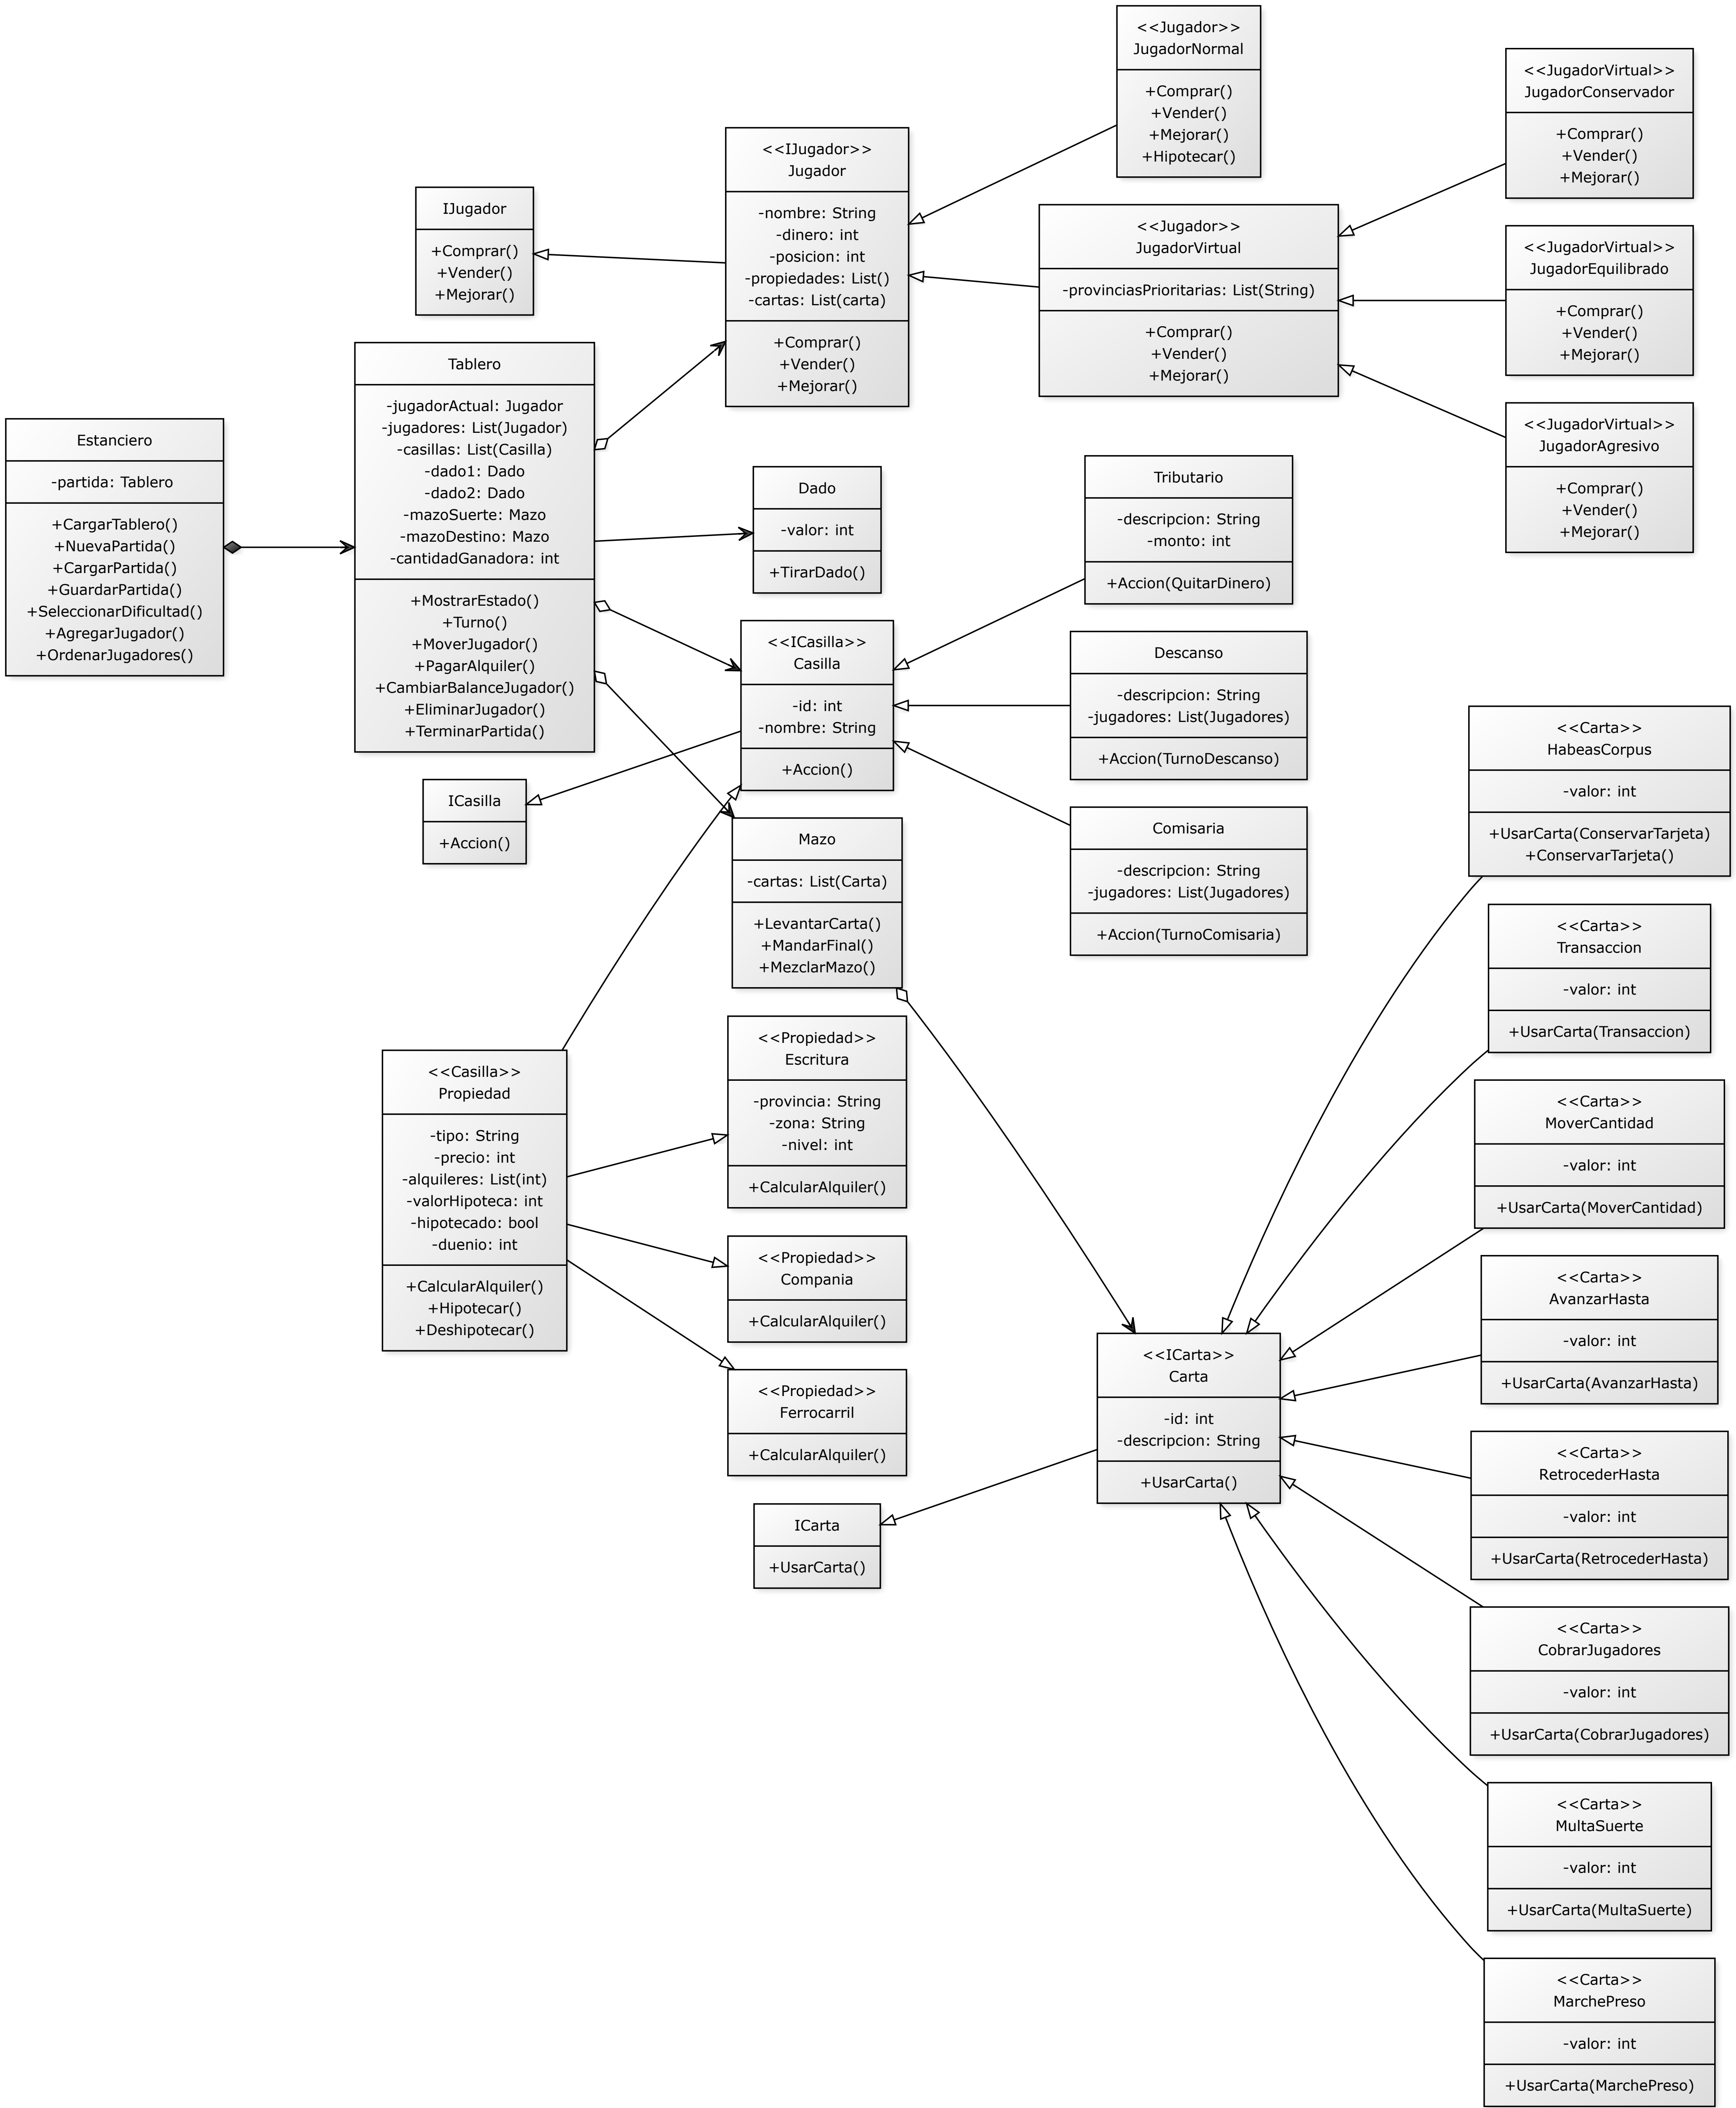 Estanciero
-partida: Tablero
+CargarTablero()
+NuevaPartida()
+CargarPartida()
+GuardarPartida()
+SeleccionarDificultad()
+AgregarJugador()
+OrdenarJugadores()
IJugador
+Comprar()
+Vender()
+Mejorar()
Tablero
-jugadorActual: Jugador
-jugadores: List(Jugador)
-casillas: List(Casilla)
-dado1: Dado
-dado2: Dado
-mazoSuerte: Mazo
-mazoDestino: Mazo
-cantidadGanadora: int
+MostrarEstado()
+Turno()
+MoverJugador()
+PagarAlquiler()
+CambiarBalanceJugador()
+EliminarJugador()
+TerminarPartida()
ICasilla
+Accion()
<<Casilla>>
Propiedad
-tipo: String
-precio: int
-alquileres: List(int)
-valorHipoteca: int
-hipotecado: bool
-duenio: int
+CalcularAlquiler()
+Hipotecar()
+Deshipotecar()
<<IJugador>>
Jugador
-nombre: String
-dinero: int
-posicion: int
-propiedades: List()
-cartas: List(carta)
+Comprar()
+Vender()
+Mejorar()
Dado
-valor: int
+TirarDado()
<<ICasilla>>
Casilla
-id: int
-nombre: String
+Accion()
Mazo
-cartas: List(Carta)
+LevantarCarta()
+MandarFinal()
+MezclarMazo()
<<Propiedad>>
Escritura
-provincia: String
-zona: String
-nivel: int
+CalcularAlquiler()
<<Propiedad>>
Compania
+CalcularAlquiler()
<<Propiedad>>
Ferrocarril
+CalcularAlquiler()
ICarta
+UsarCarta()
<<Jugador>>
JugadorNormal
+Comprar()
+Vender()
+Mejorar()
+Hipotecar()
<<Jugador>>
JugadorVirtual
-provinciasPrioritarias: List(String)
+Comprar()
+Vender()
+Mejorar()
Tributario
-descripcion: String
-monto: int
+Accion(QuitarDinero)
Descanso
-descripcion: String
-jugadores: List(Jugadores)
+Accion(TurnoDescanso)
Comisaria
-descripcion: String
-jugadores: List(Jugadores)
+Accion(TurnoComisaria)
<<ICarta>>
Carta
-id: int
-descripcion: String
+UsarCarta()
<<JugadorVirtual>>
JugadorConservador
+Comprar()
+Vender()
+Mejorar()
<<JugadorVirtual>>
JugadorEquilibrado
+Comprar()
+Vender()
+Mejorar()
<<JugadorVirtual>>
JugadorAgresivo
+Comprar()
+Vender()
+Mejorar()
<<Carta>>
HabeasCorpus
-valor: int
+UsarCarta(ConservarTarjeta)
+ConservarTarjeta()
<<Carta>>
Transaccion
-valor: int
+UsarCarta(Transaccion)
<<Carta>>
MoverCantidad
-valor: int
+UsarCarta(MoverCantidad)
<<Carta>>
AvanzarHasta
-valor: int
+UsarCarta(AvanzarHasta)
<<Carta>>
RetrocederHasta
-valor: int
+UsarCarta(RetrocederHasta)
<<Carta>>
CobrarJugadores
-valor: int
+UsarCarta(CobrarJugadores)
<<Carta>>
MultaSuerte
-valor: int
+UsarCarta(MultaSuerte)
<<Carta>>
MarchePreso
-valor: int
+UsarCarta(MarchePreso)